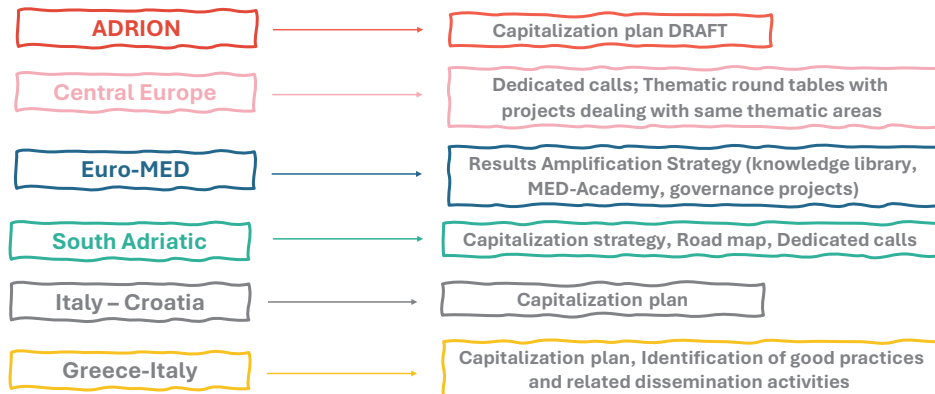 ADRION
Capitalization plan DRAFT
Central Europe
Dedicated calls; Thematic round tables with
projects dealing with same thematic areas
Euro-MED
Results Amplification Strategy (knowledge library,
MED-Academy, governance projects)
South Adriatic
Capitalization strategy, Road map, Dedicated calls
Italy – Croatia
Capitalization plan
Greece-Italy
Capitalization plan, Identification of good practices
and related dissemination activities